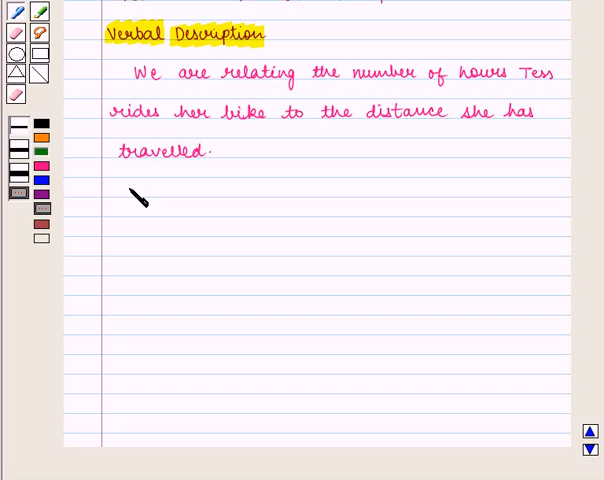 Verbal Description
We are relating the number of hours Tess
rides her bike to the distance she has
travelled.